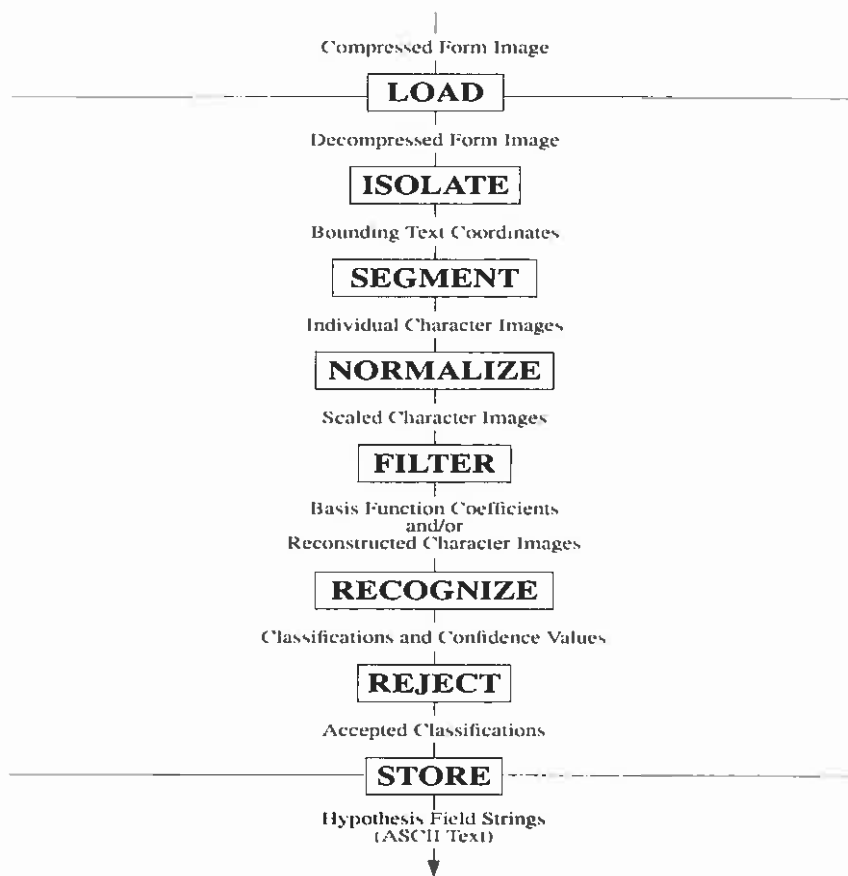 Compressed Form Image
LOAD
Decompressed Form Image
ISOLATE
Bounding Text Coordinates
SEGMENT
Individual Character Images
NORMALIZE
Scaled Character Images
FILTER
Basis Function Coefficients
and/or
Reconstructed Character Images
RECOGNIZE
Classifications and Confidence Values
REJECT
Accepted Classifications
STORE
Hypothesis Field Strings
(ASCII Text)